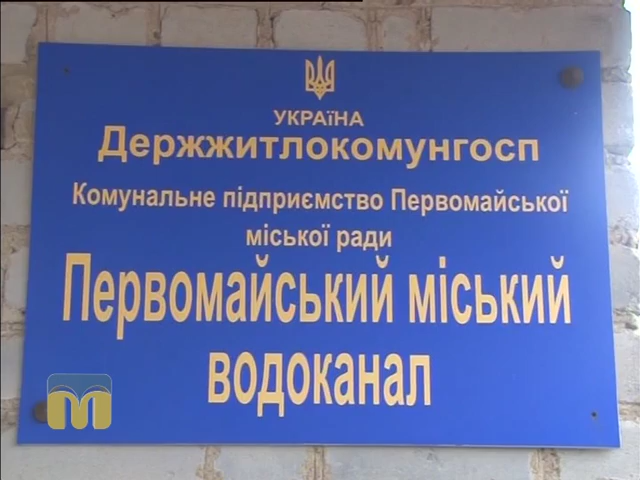 УКРАЇНА
Держжитлокомунгосп
Комунальне підприємство Первомайської
міської ради
Первомайський міський
водоканал
M